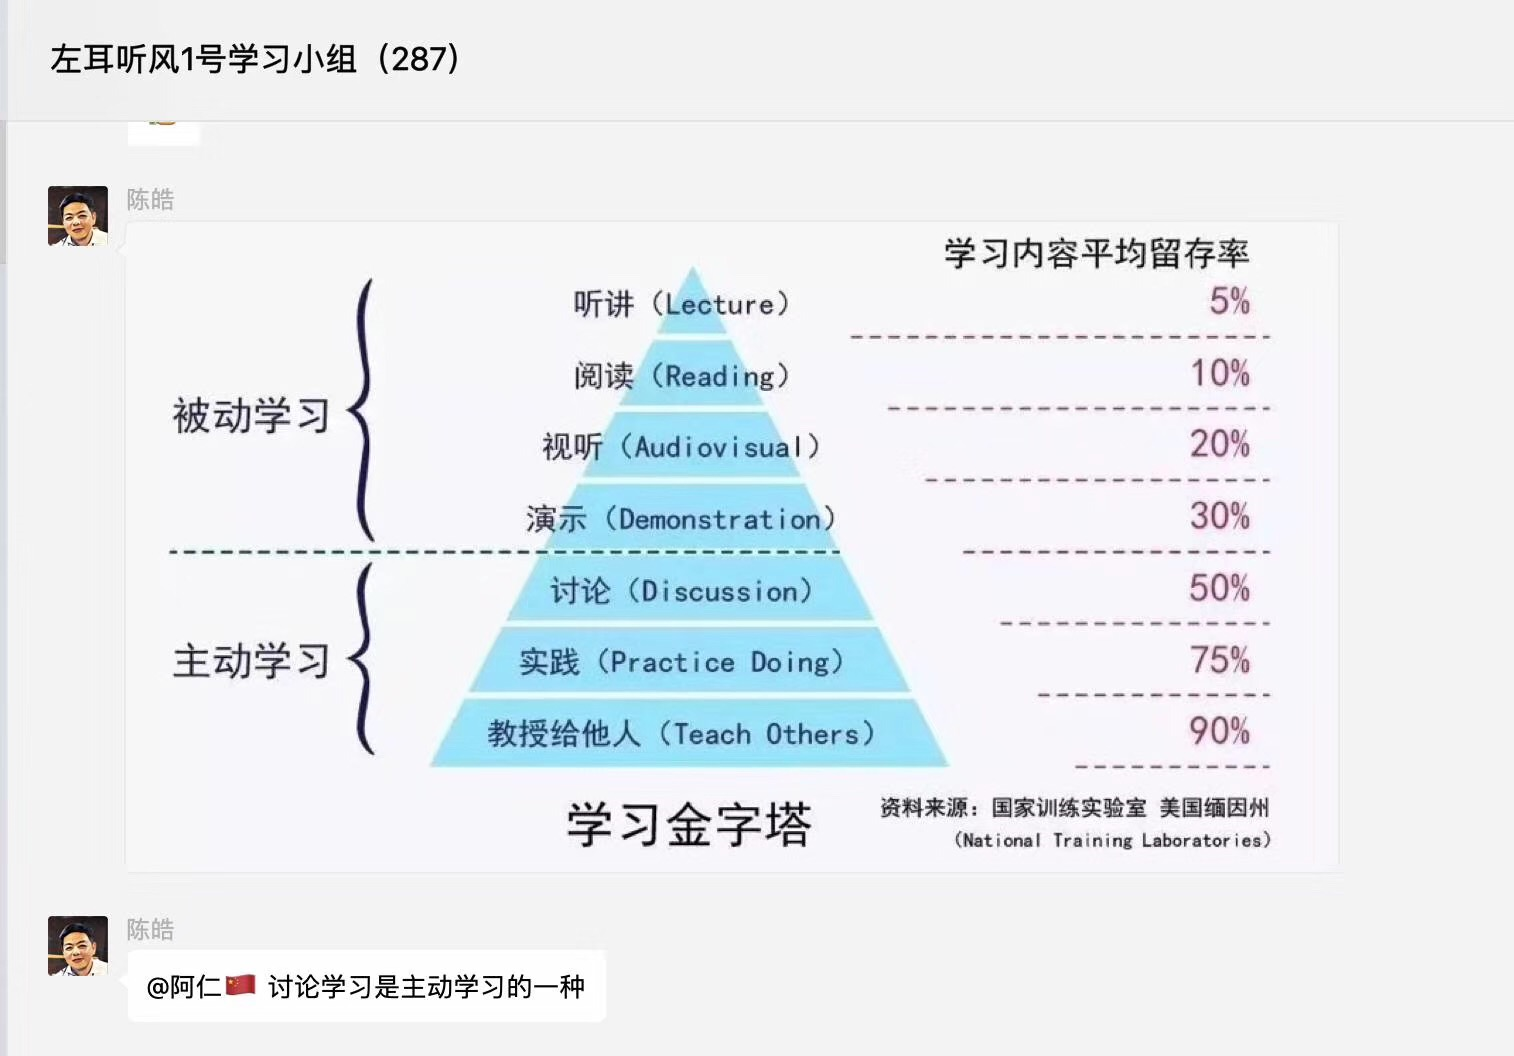 左耳听风1号学习小组（287）
陈皓
学习内容平均留存率
听讲（Lecture） 5%
阅读（Reading） 10%
被动学习
视听（Audiovisual） 20%
演示（Demonstration） 30%
讨论（Discussion） 50%
主动学习
实践（Practice Doing） 75%
教授给他人（Teach Others） 90%
学习金字塔
资料来源：国家训练实验室 美国缅因州
（National Training Laboratories）
陈皓
@阿仁🇨🇳 讨论学习是主动学习的一种